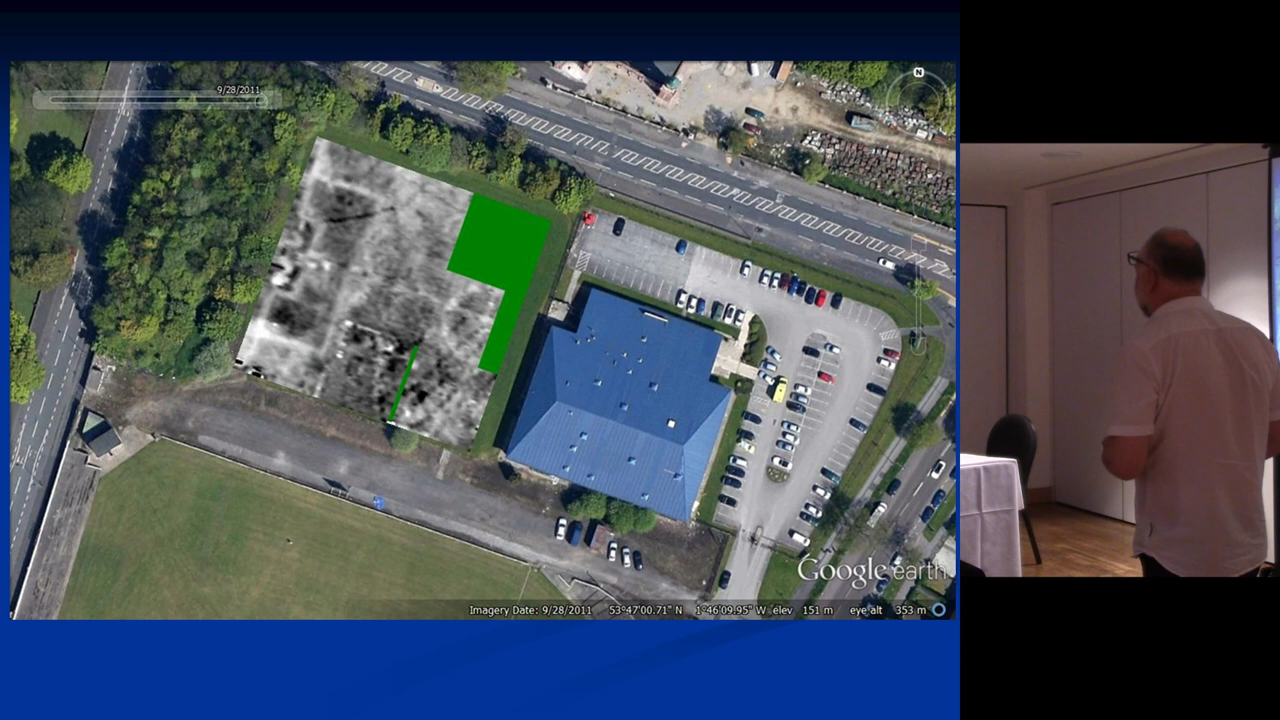 9/28/2011
N
Google earth
Imagery Date: 9/28/2011 53°47'00.71" N 1°46'09.95" W elev 151 m eye alt 353 m